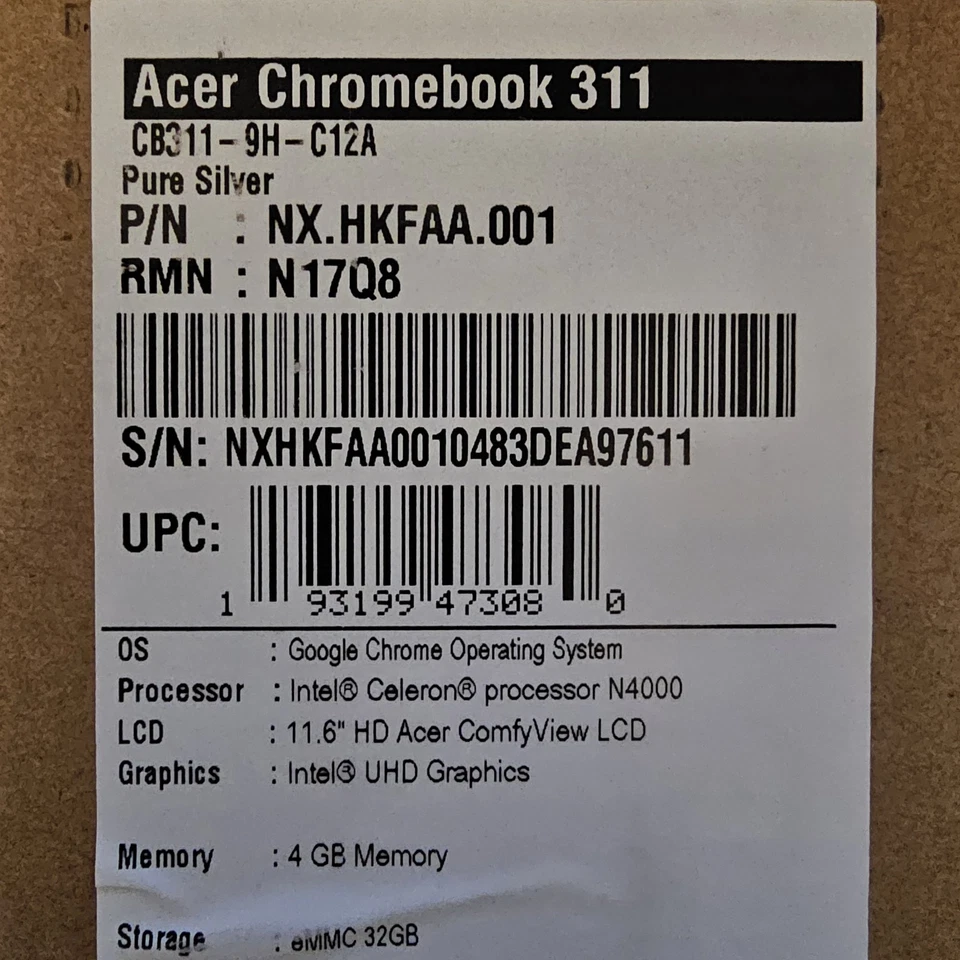 Acer Chromebook 311
CB311-9H-C12A
Pure Silver
P/N : NX.HKFAA.001
RMN : N17Q8
S/N: NXHKFAA0010483DEA97611
UPC:
1 93199 47308 0
OS : Google Chrome Operating System
Processor : Intel® Celeron® processor N4000
LCD : 11.6" HD Acer ComfyView LCD
Graphics : Intel® UHD Graphics
Memory : 4 GB Memory
Storage : eMMC 32GB